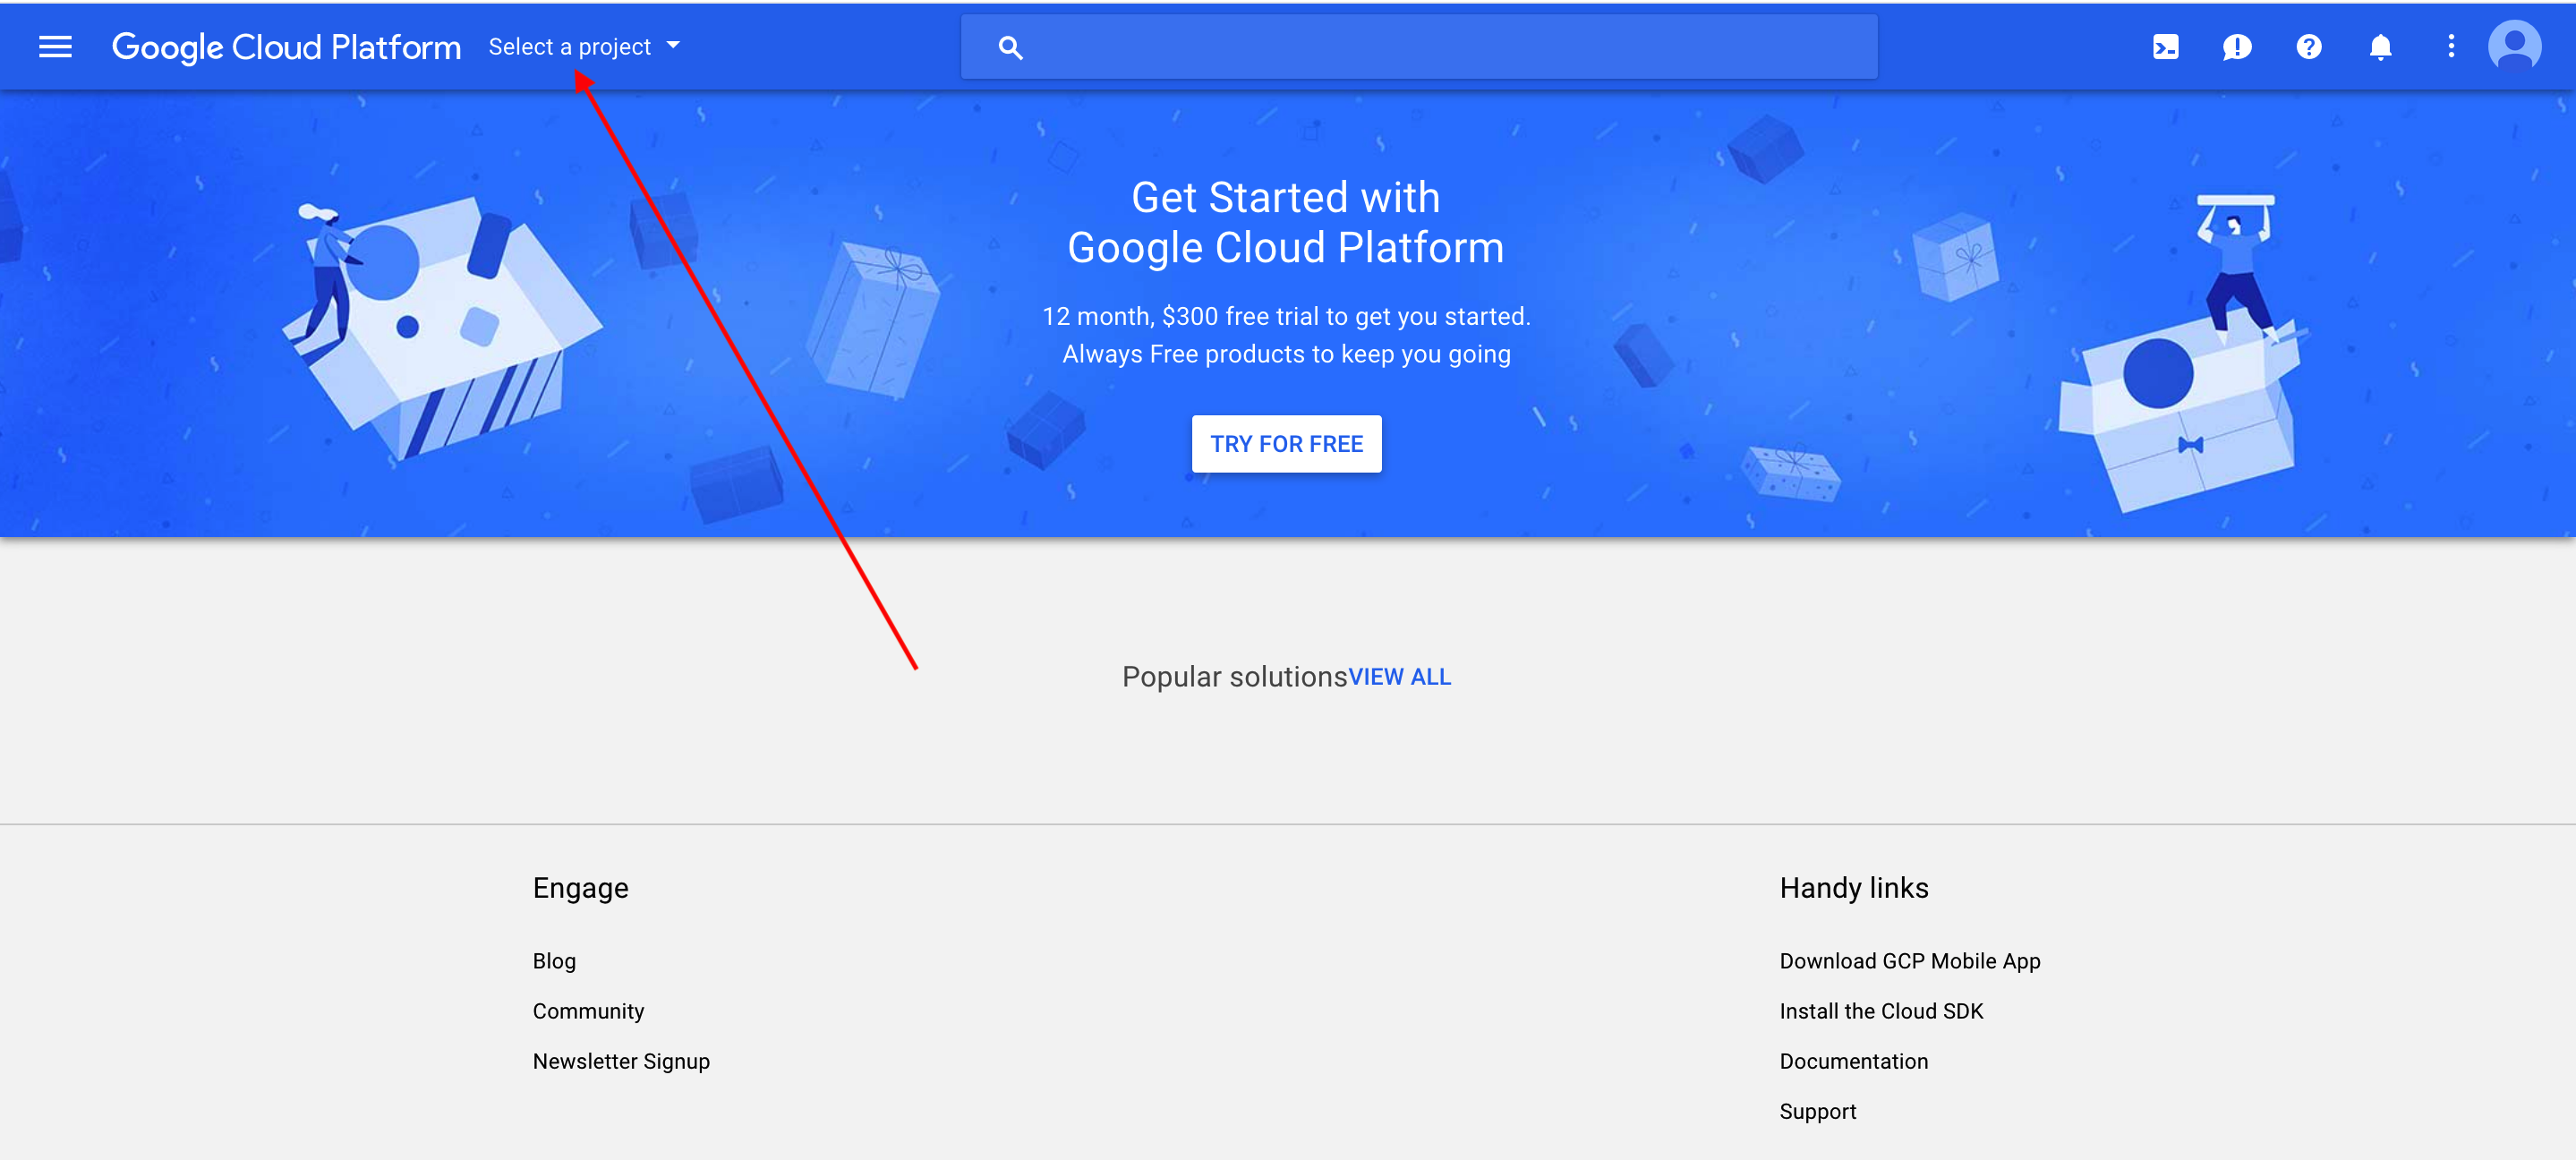 Google Cloud Platform Select a project
Get Started with
Google Cloud Platform
12 month, $300 free trial to get you started.
Always Free products to keep you going
TRY FOR FREE
Popular solutionsVIEW ALL
Engage
Blog
Community
Newsletter Signup
Handy links
Download GCP Mobile App
Install the Cloud SDK
Documentation
Support